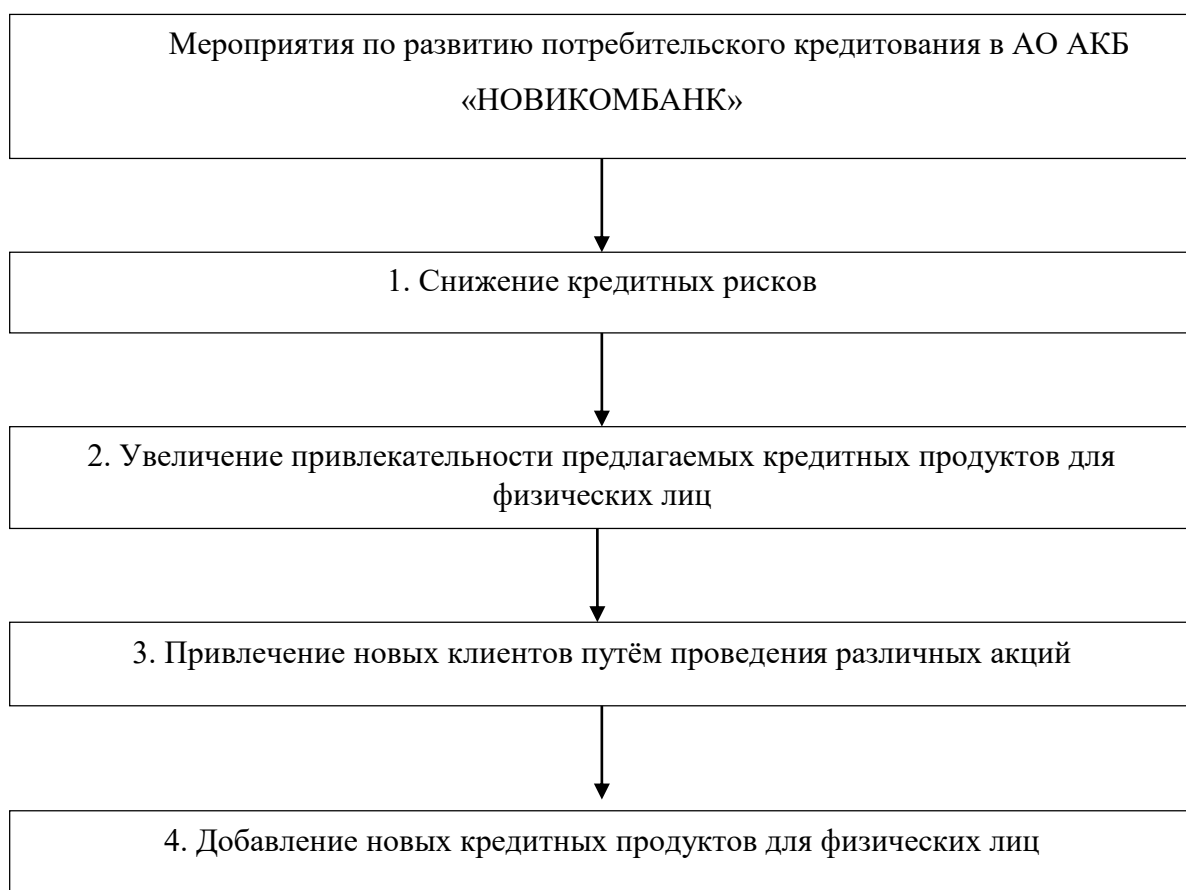 Мероприятия по развитию потребительского кредитования в АО АКБ
«НОВИКОМБАНК»
1. Снижение кредитных рисков
2. Увеличение привлекательности предлагаемых кредитных продуктов для
физических лиц
3. Привлечение новых клиентов путём проведения различных акций
4. Добавление новых кредитных продуктов для физических лиц